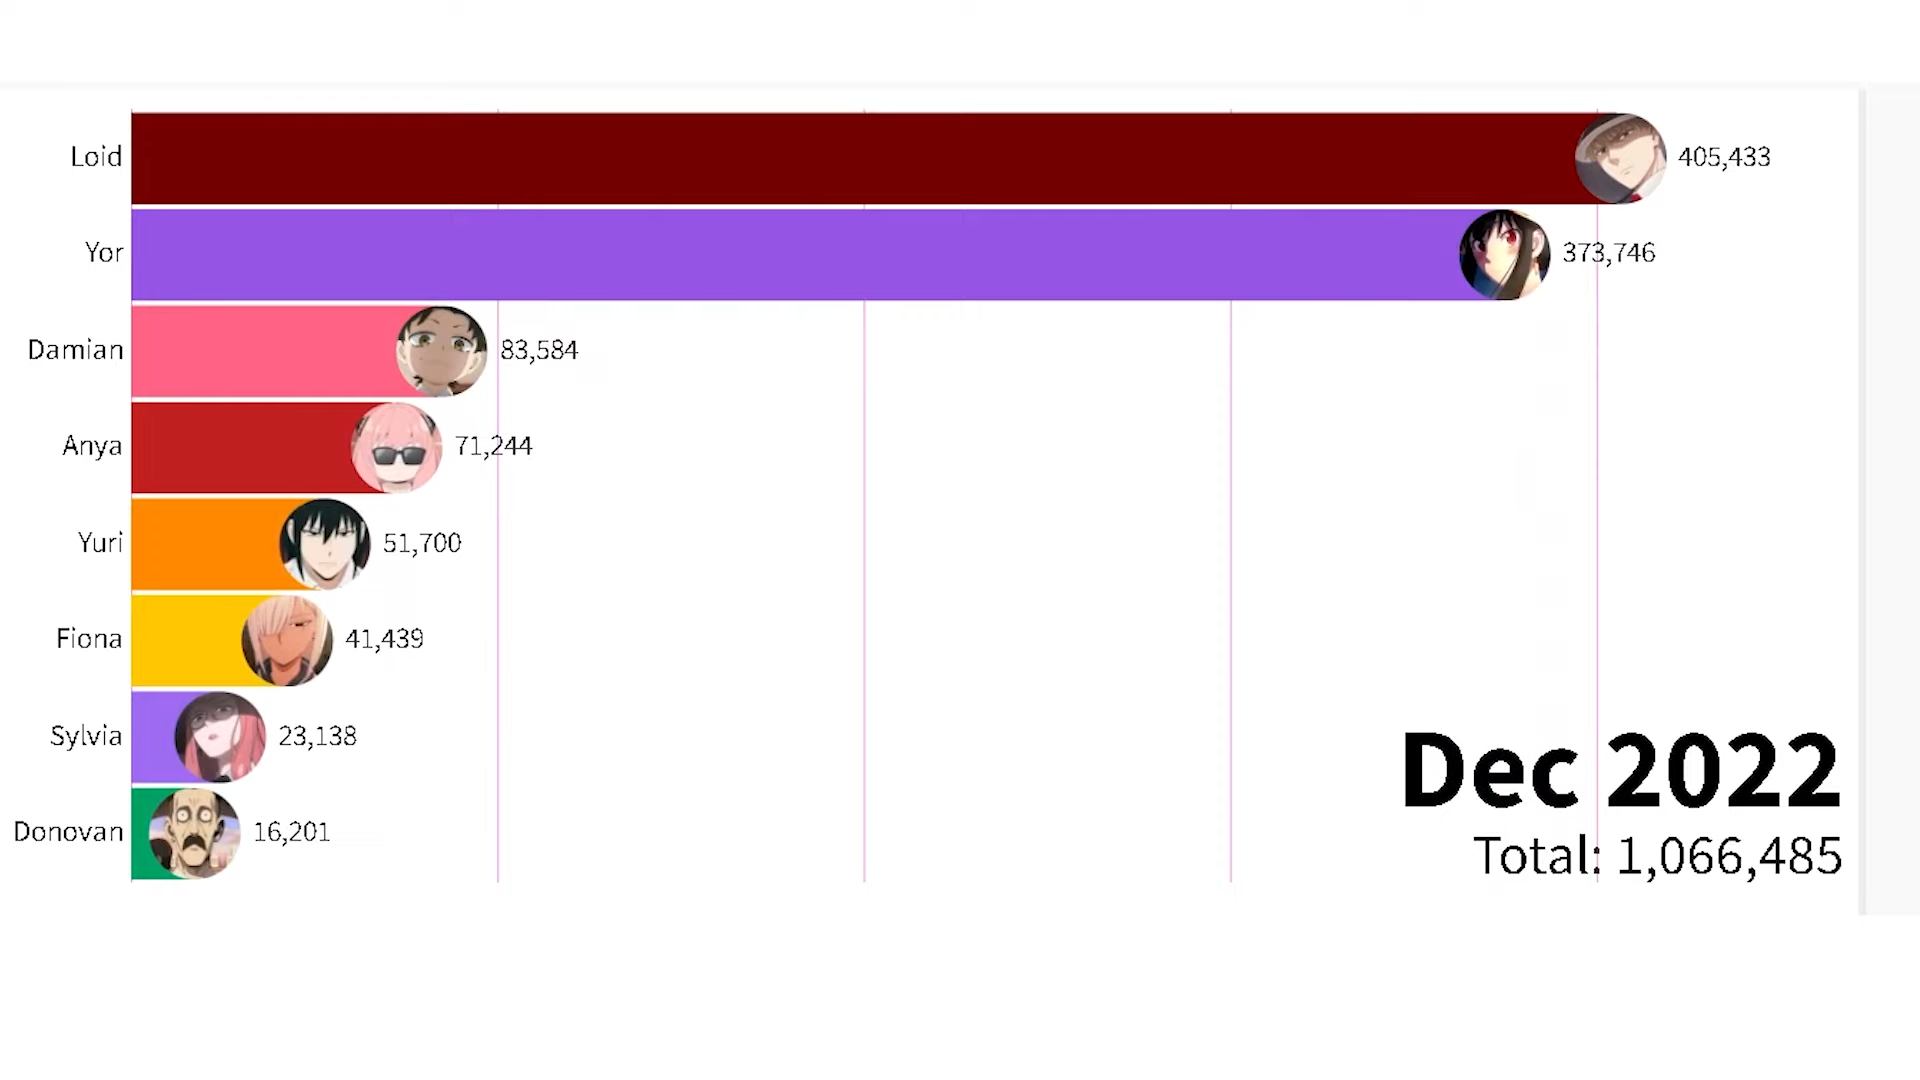 Loid 405,433
Yor 373,746
Damian 83,584
Anya 71,244
Yuri 51,700
Fiona 41,439
Sylvia 23,138
Donovan 16,201
Dec 2022
Total: 1,066,485